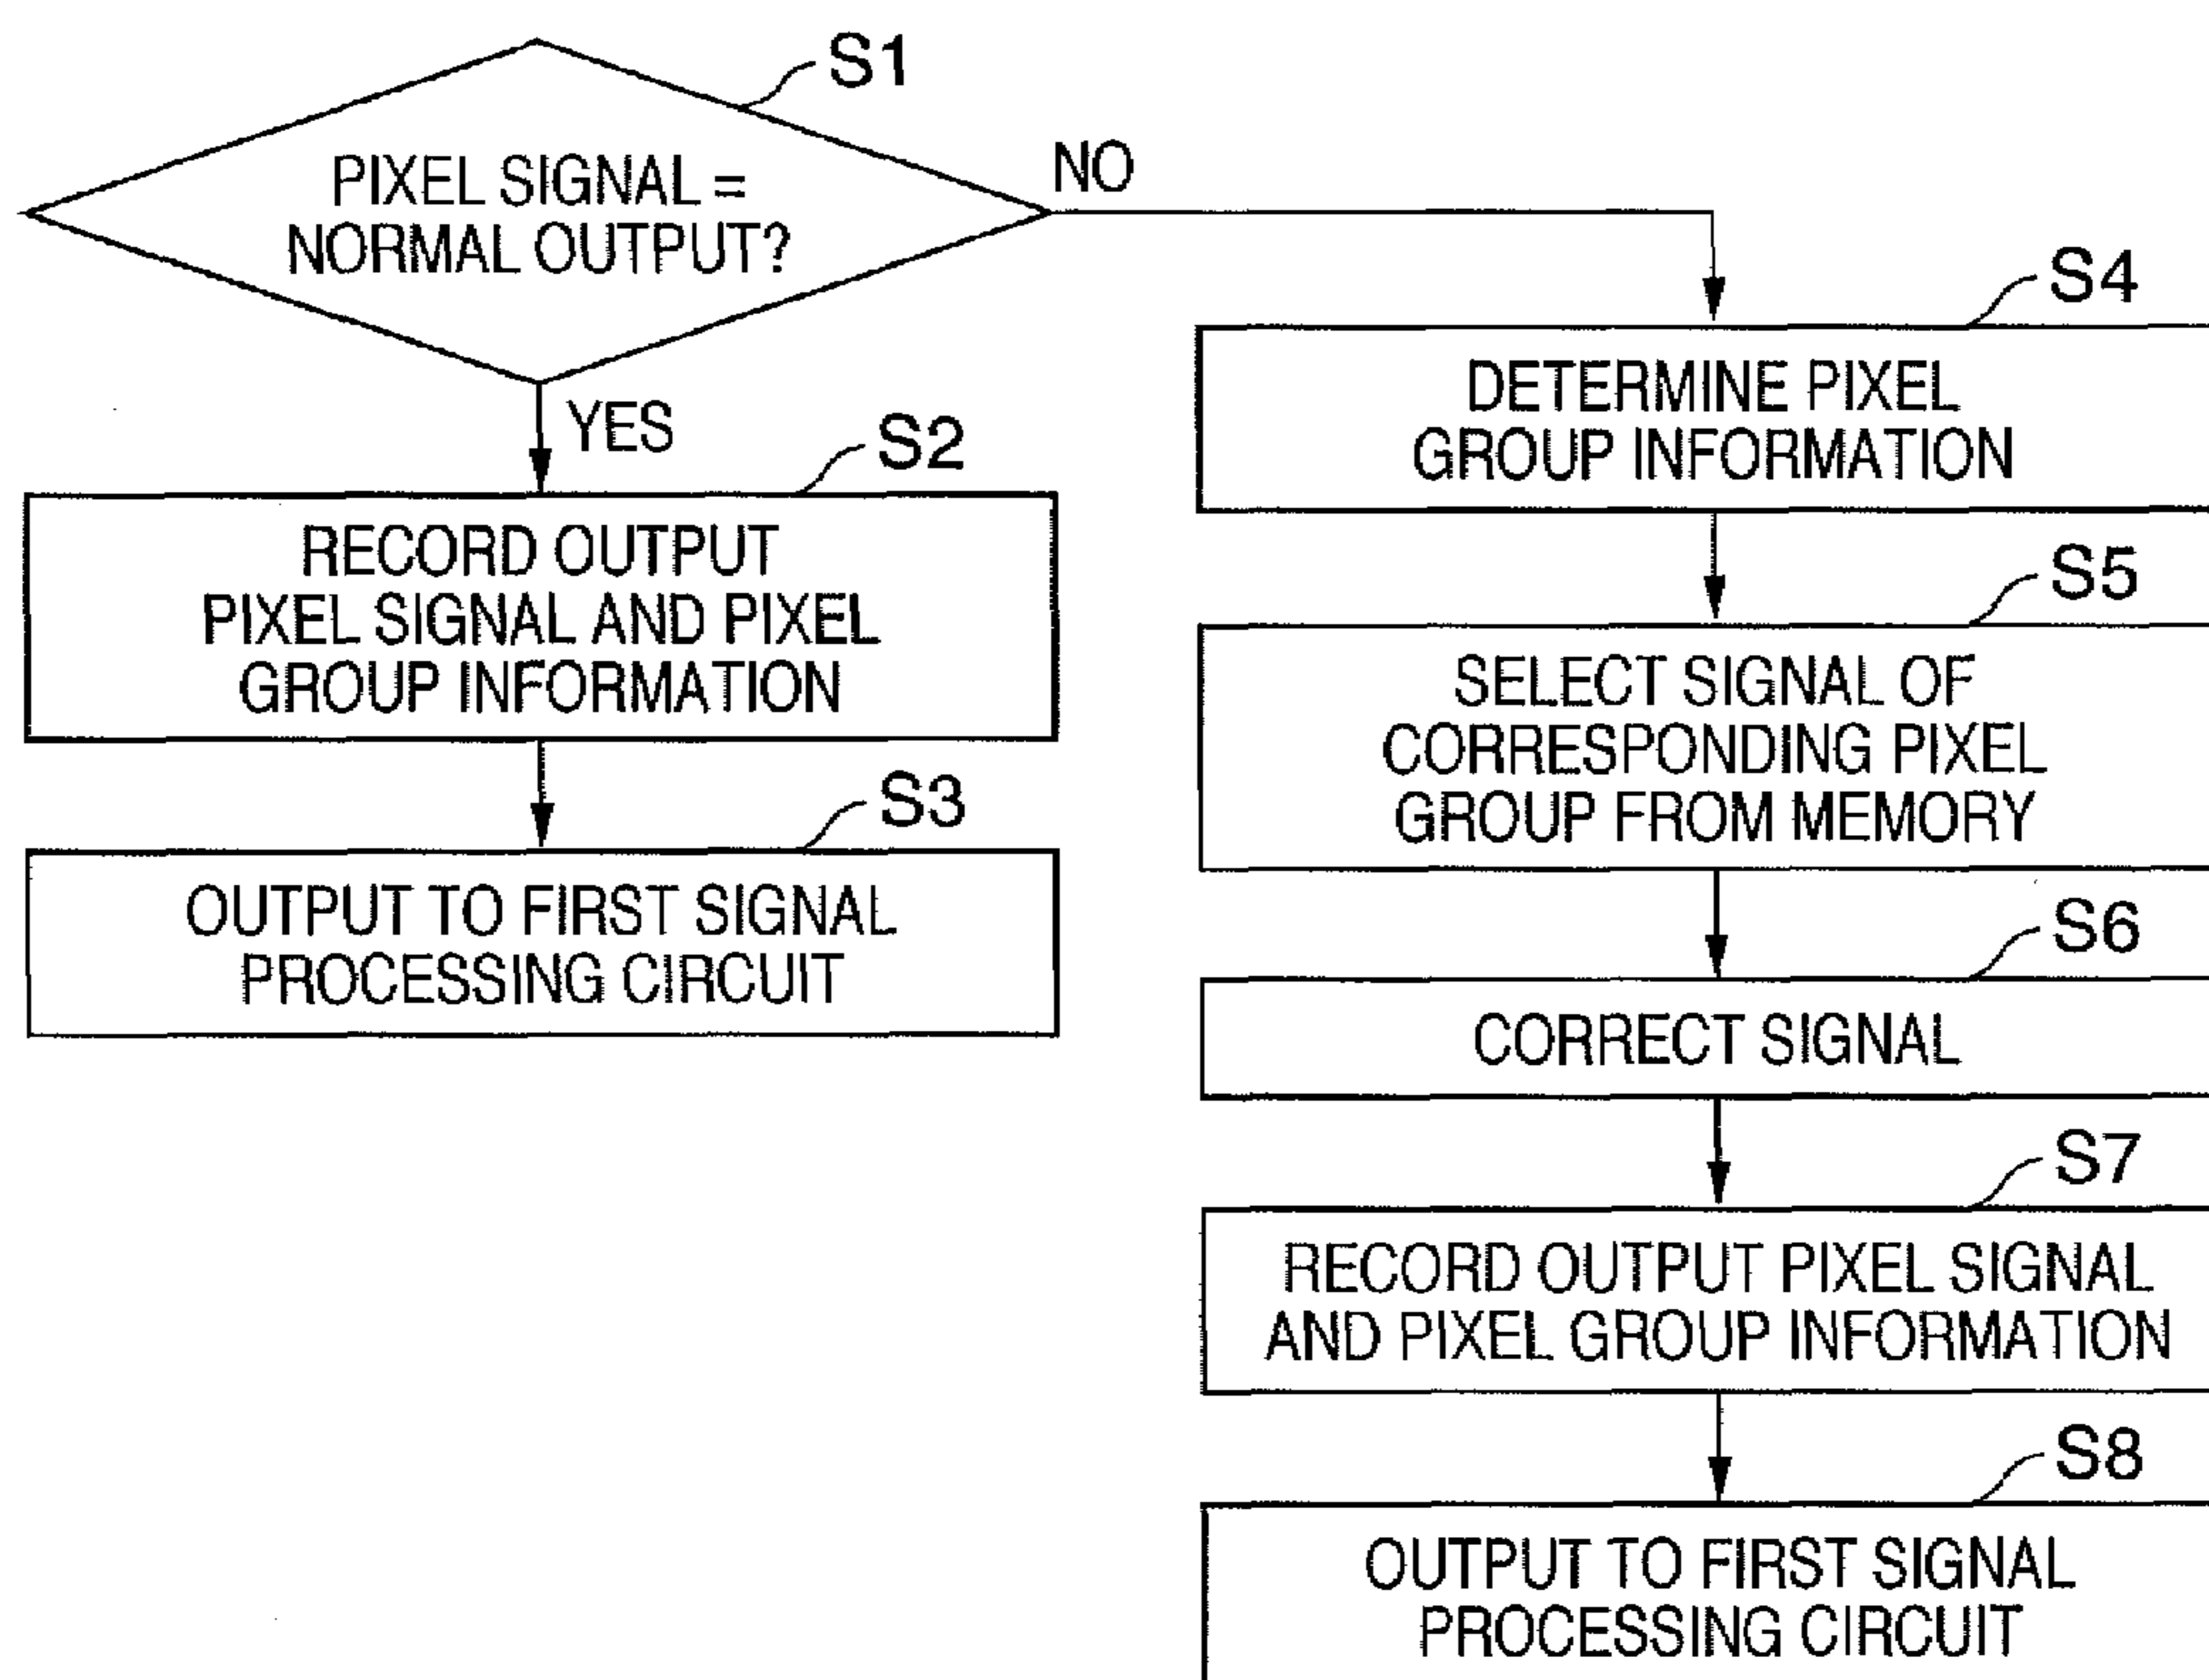 S1
PIXEL SIGNAL =
NORMAL OUTPUT?
NO
YES
S2
RECORD OUTPUT
PIXEL SIGNAL AND PIXEL
GROUP INFORMATION
S3
OUTPUT TO FIRST SIGNAL
PROCESSING CIRCUIT
S4
DETERMINE PIXEL
GROUP INFORMATION
S5
SELECT SIGNAL OF
CORRESPONDING PIXEL
GROUP FROM MEMORY
S6
CORRECT SIGNAL
S7
RECORD OUTPUT PIXEL SIGNAL
AND PIXEL GROUP INFORMATION
S8
OUTPUT TO FIRST SIGNAL
PROCESSING CIRCUIT